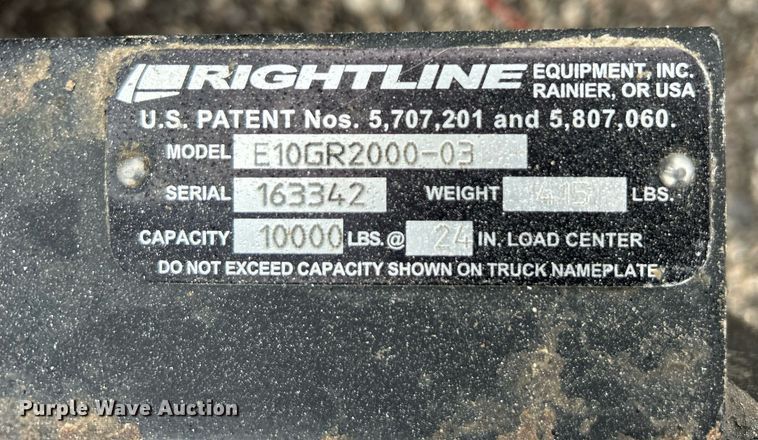 RIGHTLINE EQUIPMENT, INC.
RAINIER, OR USA
U.S. PATENT Nos. 5,707,201 and 5,807,060.
MODEL E10GR2000-03
SERIAL 163342 WEIGHT 415 LBS.
CAPACITY 10000 LBS.@ 24 IN. LOAD CENTER
DO NOT EXCEED CAPACITY SHOWN ON TRUCK NAMEPLATE
Purple Wave Auction